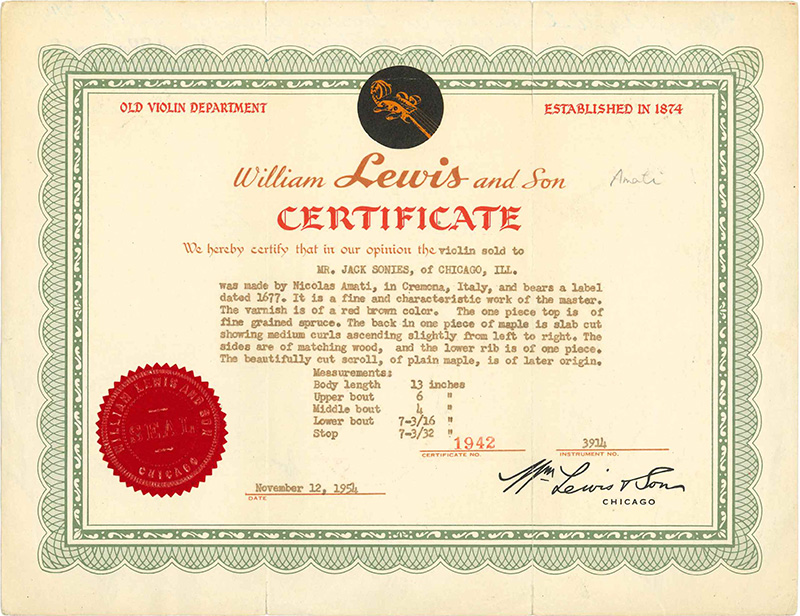 OLD VIOLIN DEPARTMENT
ESTABLISHED IN 1874
William Lewis and Son
Amati
CERTIFICATE
We hereby certify that in our opinion the violin sold to
MR. JACK SONIES, of CHICAGO, ILL.
was made by Nicolas Amati, in Cremona, Italy, and bears a label
dated 1677. It is a fine and characteristic work of the master.
The varnish is of a red brown color. The one piece top is of
fine grained spruce. The back in one piece of maple is slab cut
showing medium curls ascending slightly from left to right. The
sides are of matching wood, and the lower rib is of one piece.
The beautifully cut scroll, of plain maple, is of later origin.
Measurements:
Body length 13 inches
Upper bout 6 "
Middle bout 4 "
Lower bout 7-3/16 "
Stop 7-3/32 "
1942
CERTIFICATE NO.
3914
INSTRUMENT NO.
WILLIAM LEWIS AND SON
SEAL
CHICAGO
November 12, 1954
DATE
Wm Lewis & Son
CHICAGO